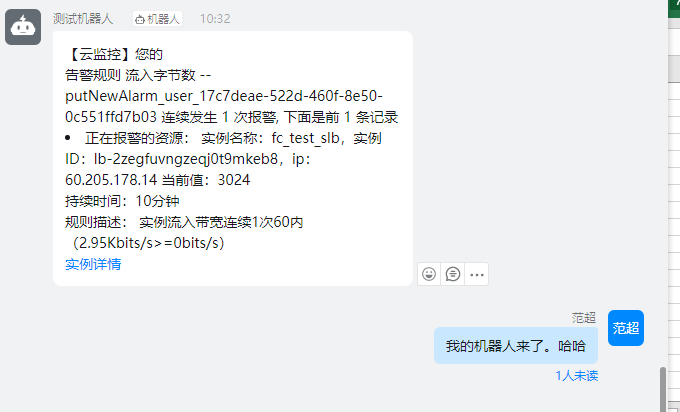 测试机器人 机器人 10:32
【云监控】您的
告警规则 流入字节数 --
putNewAlarm_user_17c7deae-522d-460f-8e50-
0c551ffd7b03 连续发生 1 次报警, 下面是前 1 条记录
• 正在报警的资源： 实例名称：fc_test_slb，实例
ID：lb-2zegfuvngzeqj0t9mkeb8，ip：
60.205.178.14 当前值：3024
持续时间：10分钟
规则描述： 实例流入带宽连续1次60内
（2.95Kbits/s>=0bits/s）
实例详情
范超
范超
我的机器人来了。哈哈
1人未读